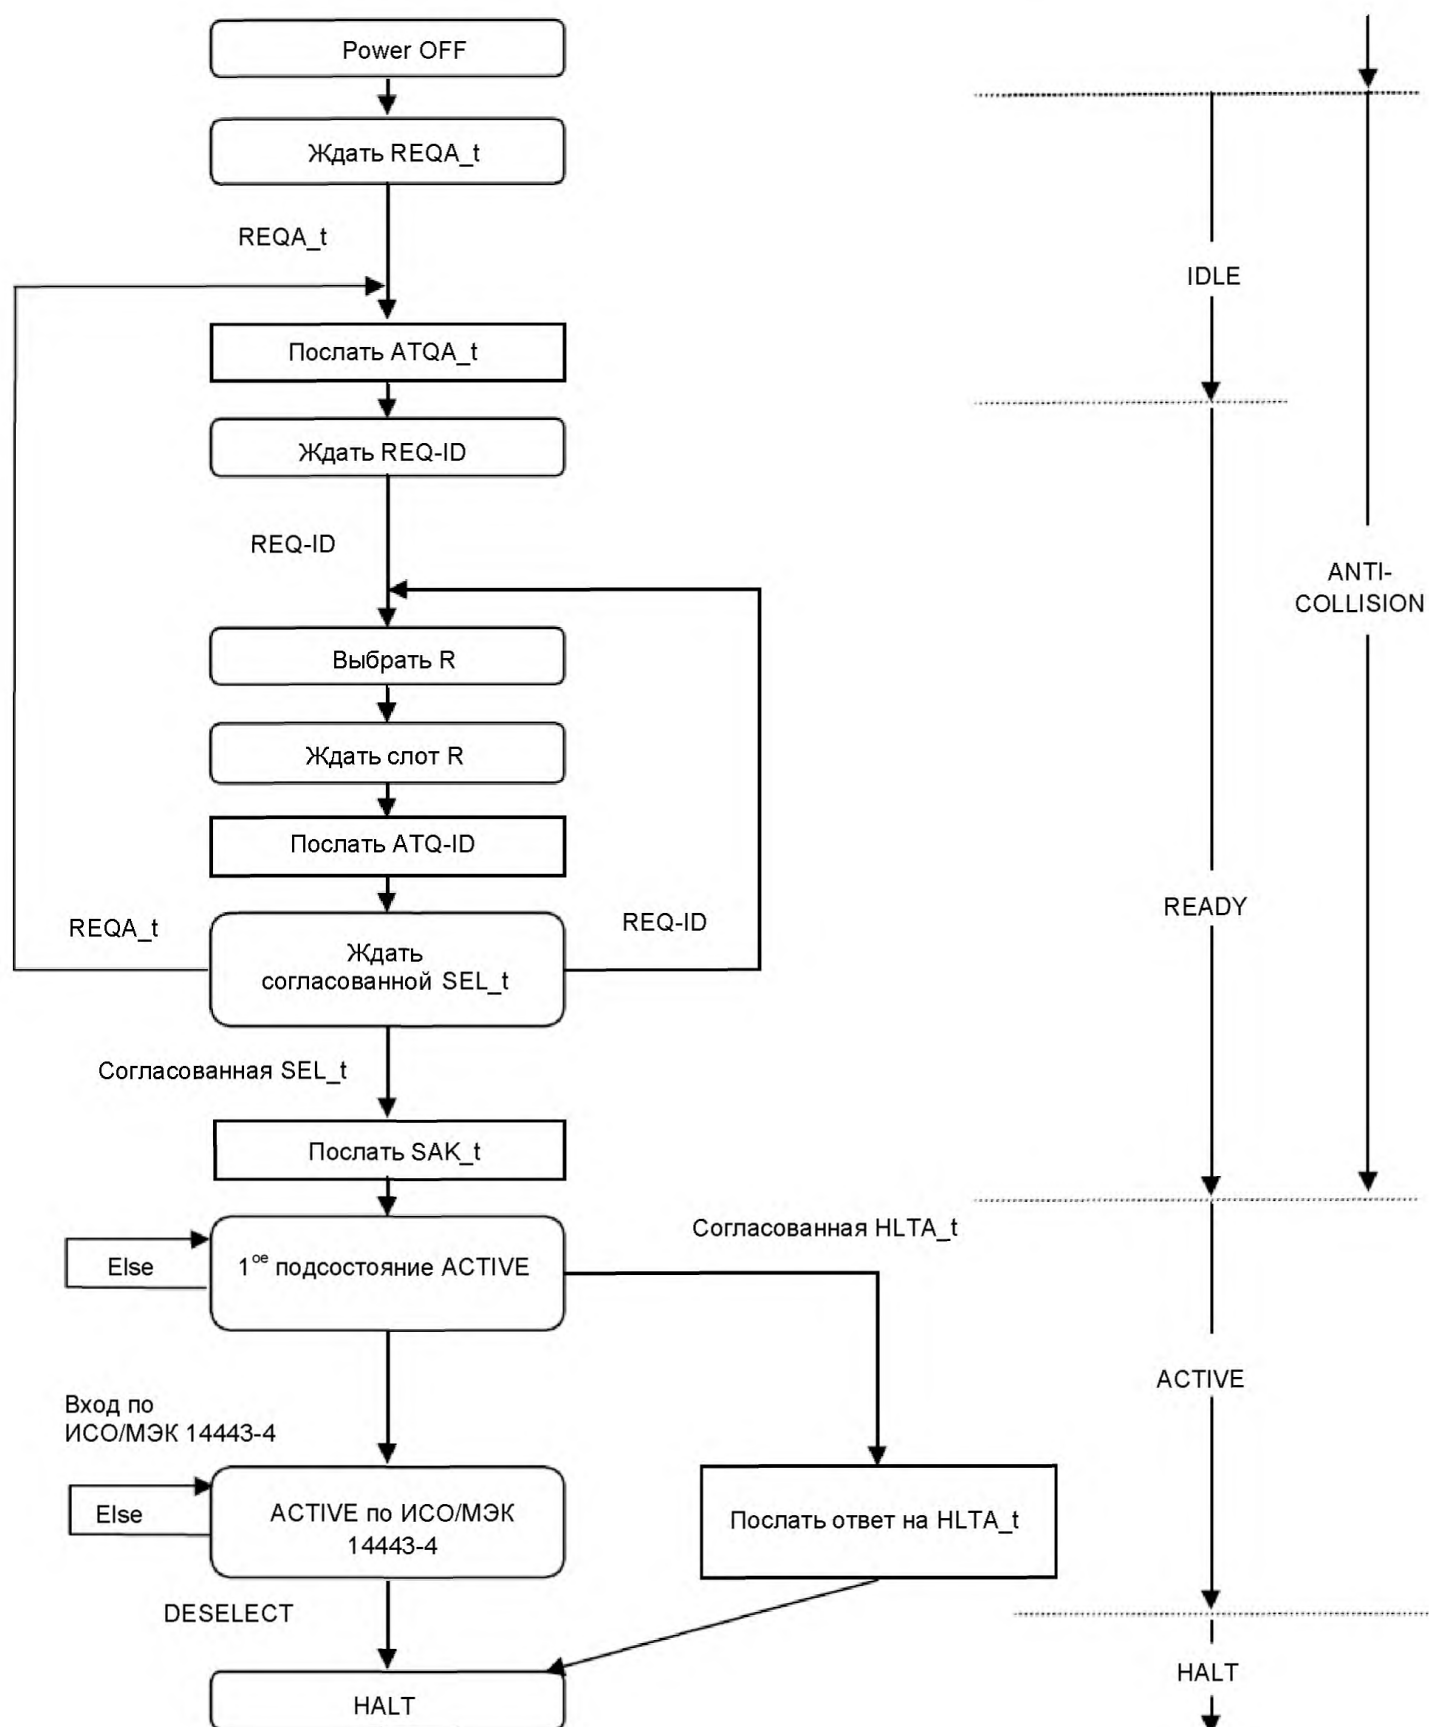 Power OFF
Ждать REQA_t
REQA_t
IDLE
Послать ATQA_t
Ждать REQ-ID
REQ-ID
ANTI-
COLLISION
Выбрать R
Ждать слот R
Послать ATQ-ID
READY
REQA_t
REQ-ID
Ждать
согласованной SEL_t
Согласованная SEL_t
Послать SAK_t
Согласованная HLTA_t
Else
1ое подсостояние ACTIVE
ACTIVE
Вход по
ИСО/МЭК 14443-4
Else
ACTIVE по ИСО/МЭК
14443-4
Послать ответ на HLTA_t
DESELECT
HALT
HALT